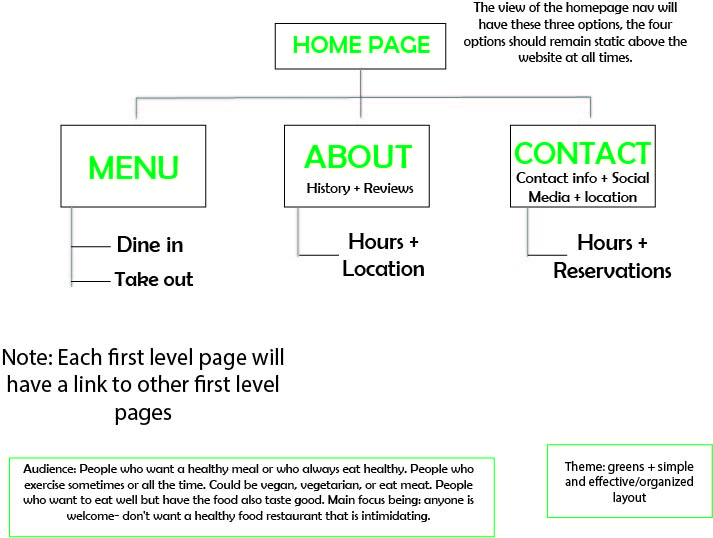 The view of the homepage nav will
have these three options, the four
options should remain static above the
website at all times.
HOME PAGE
MENU
ABOUT
History + Reviews
CONTACT
Contact info + Social
Media + location
Dine in
Take out
Hours +
Location
Hours +
Reservations
Note: Each first level page will
have a link to other first level
pages
Audience: People who want a healthy meal or who always eat healthy. People who
exercise sometimes or all the time. Could be vegan, vegetarian, or eat meat. People
who want to eat well but have the food also taste good. Main focus being: anyone is
welcome- don't want a healthy food restaurant that is intimidating.
Theme: greens + simple
and effective/organized
layout